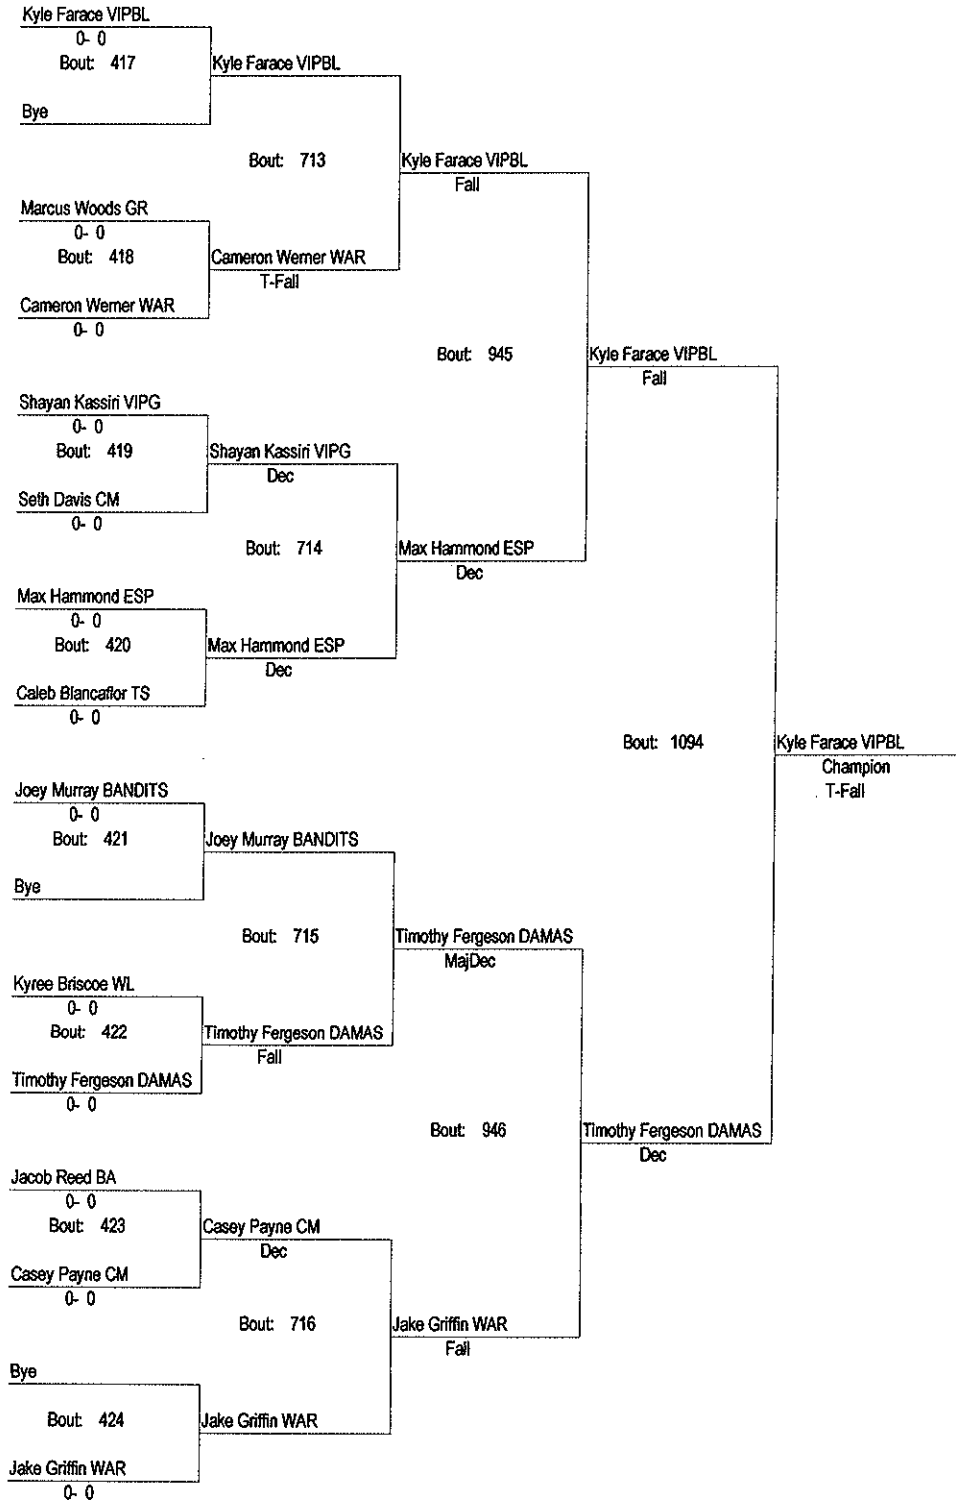 Kyle Farace VIPBL
0- 0
Bout: 417
Kyle Farace VIPBL
Bye
Bout: 713
Kyle Farace VIPBL
Fall
Marcus Woods GR
0- 0
Bout: 418
Cameron Werner WAR
T-Fall
Cameron Werner WAR
0- 0
Bout: 945
Kyle Farace VIPBL
Fall
Shayan Kassiri VIPG
0- 0
Bout: 419
Shayan Kassiri VIPG
Dec
Seth Davis CM
0- 0
Bout: 714
Max Hammond ESP
Dec
Max Hammond ESP
0- 0
Bout: 420
Max Hammond ESP
Dec
Caleb Blancaflor TS
0- 0
Bout: 1094
Kyle Farace VIPBL
Champion
T-Fall
Joey Murray BANDITS
0- 0
Bout: 421
Joey Murray BANDITS
Bye
Bout: 715
Timothy Fergeson DAMAS
MajDec
Kyree Briscoe WL
0- 0
Bout: 422
Timothy Fergeson DAMAS
Fall
Timothy Fergeson DAMAS
0- 0
Bout: 946
Timothy Fergeson DAMAS
Dec
Jacob Reed BA
0- 0
Bout: 423
Casey Payne CM
Dec
Casey Payne CM
0- 0
Bout: 716
Jake Griffin WAR
Fall
Bye
Bout: 424
Jake Griffin WAR
Jake Griffin WAR
0- 0